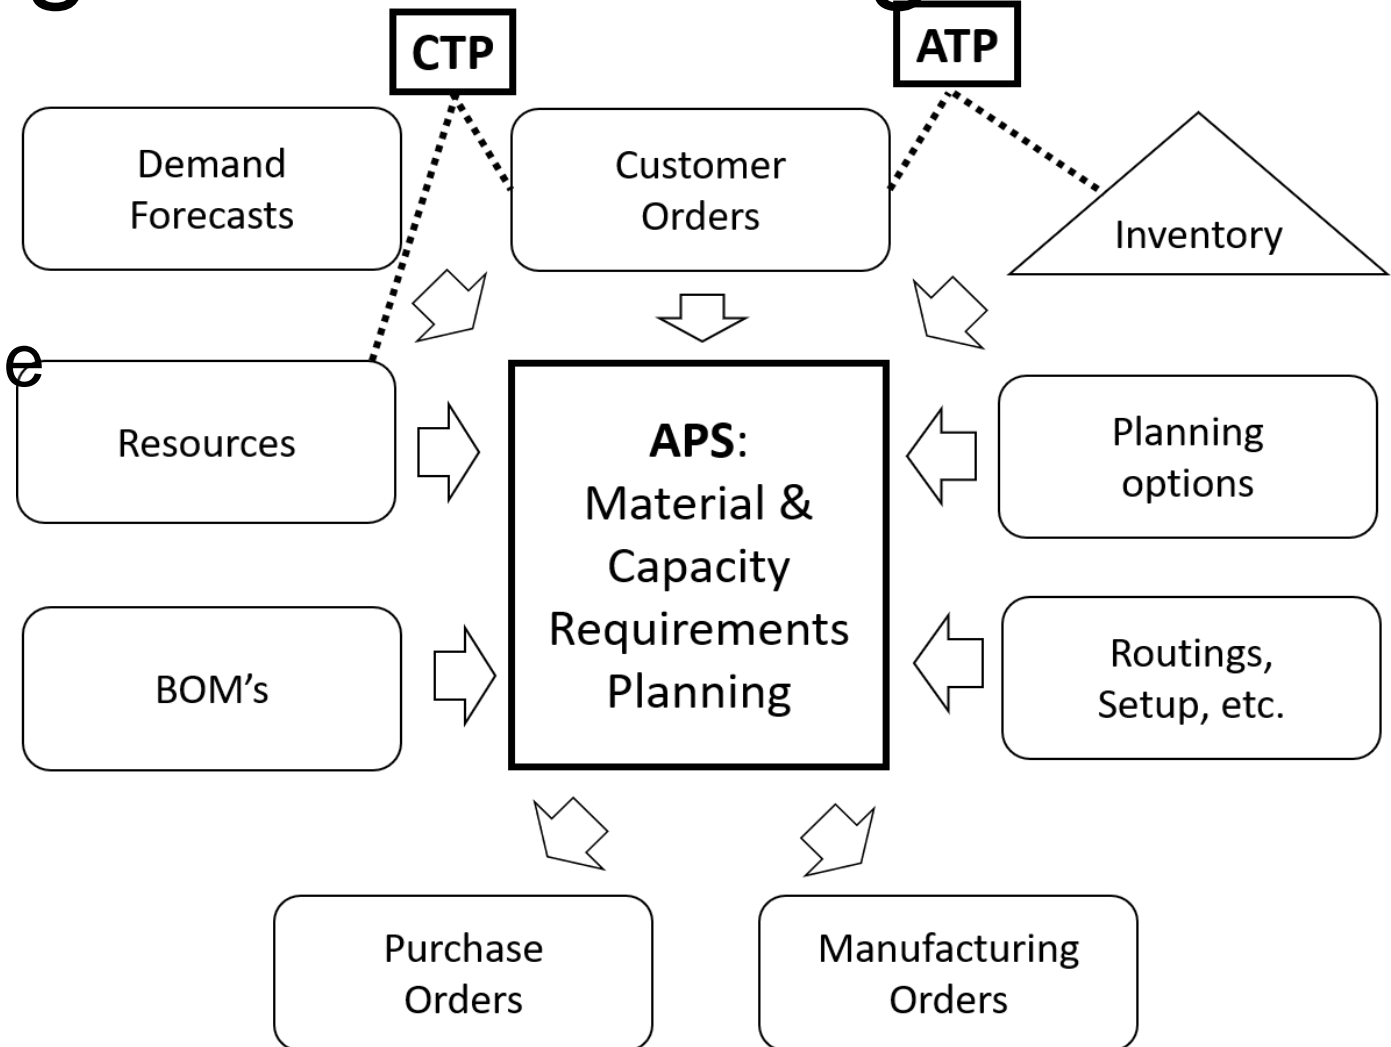 CTP
ATP
Demand
Forecasts
Customer
Orders
Inventory
e
Resources
APS:
Material &
Capacity
Requirements
Planning
Planning
options
BOM’s
Routings,
Setup, etc.
Purchase
Orders
Manufacturing
Orders